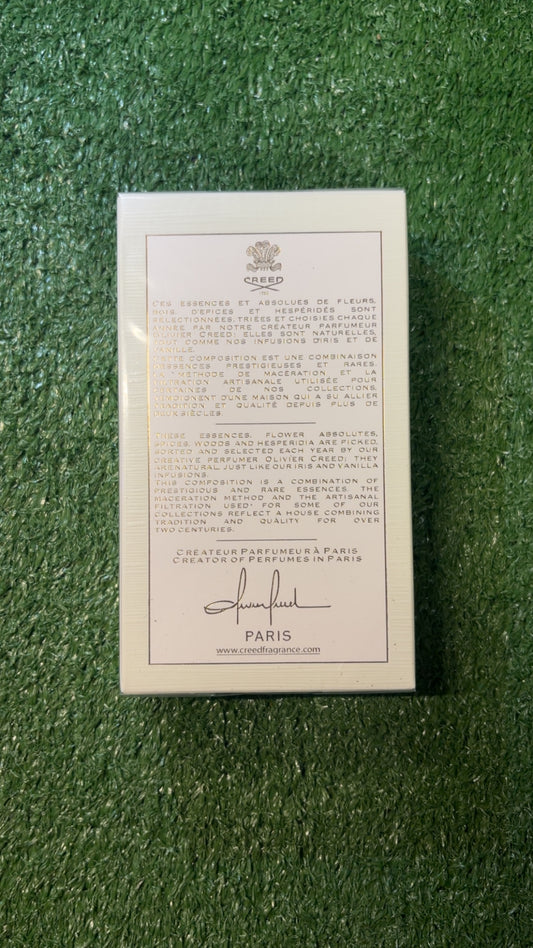 CREED
CES ESSENCES ET ABSOLUES DE FLEURS,
BOIS, D'EPICES ET HESPÉRIDÉS SONT
SÉLECTIONNÉES, TRIÉES ET CHOISIES CHAQUE
ANNÉE PAR NOTRE CRÉATEUR PARFUMEUR
OLIVIER CREED; ELLES SONT NATURELLES,
TOUT COMME NOS INFUSIONS D'IRIS ET DE
VANILLE.
CETTE COMPOSITION EST UNE COMBINAISON
D'ESSENCES PRESTIGIEUSES ET RARES.
LA MÉTHODE DE MACÉRATION ET LA
FILTRATION ARTISANALE UTILISÉE POUR
CERTAINES DE NOS COLLECTIONS,
TÉMOIGNENT D'UNE MAISON QUI A SU ALLIER
TRADITION ET QUALITÉ DEPUIS PLUS DE
DEUX SIÈCLES.
THESE ESSENCES, FLOWER ABSOLUTES,
SPICES, WOODS AND HESPERIDIA ARE PICKED,
SORTED AND SELECTED EACH YEAR BY OUR
CREATIVE PERFUMER OLIVIER CREED; THEY
ARE NATURAL, JUST LIKE OUR IRIS AND VANILLA
INFUSIONS.
THIS COMPOSITION IS A COMBINATION OF
PRESTIGIOUS AND RARE ESSENCES. THE
MACERATION METHOD AND THE ARTISANAL
FILTRATION USED FOR SOME OF OUR
COLLECTIONS REFLECT A HOUSE COMBINING
TRADITION AND QUALITY FOR OVER
TWO CENTURIES.
CRÉATEUR PARFUMEUR À PARIS
CREATOR OF PERFUMES IN PARIS
PARIS
www.creedfragrance.com